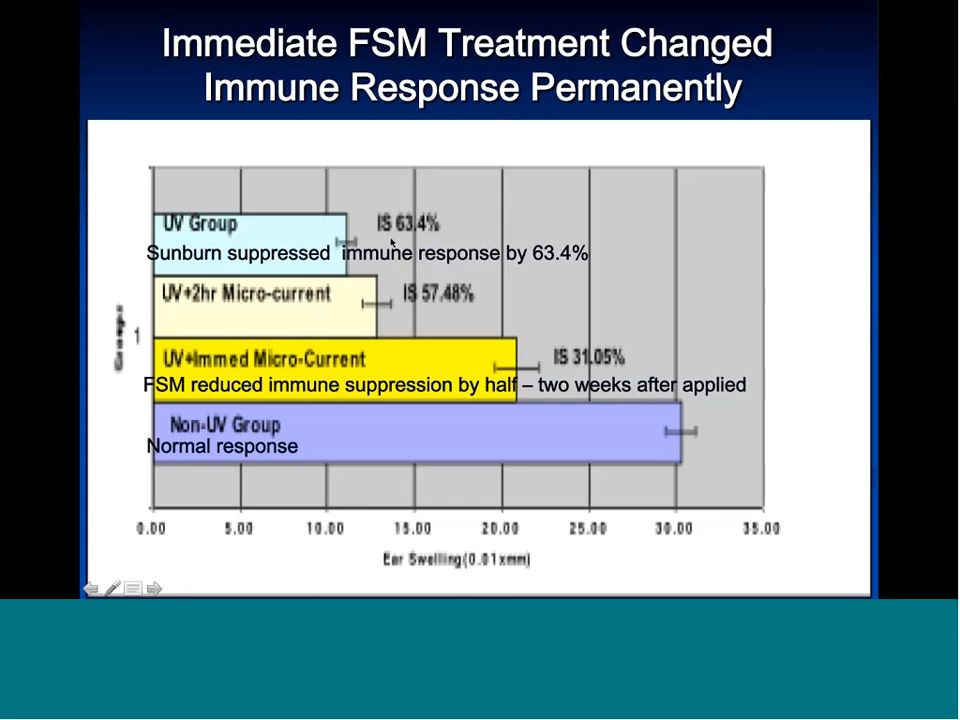 Immediate FSM Treatment Changed
Immune Response Permanently
UV Group
IS 63.4%
Sunburn suppressed immune response by 63.4%
UV+2hr Micro-current
IS 57.48%
1
UV+Immed Micro-Current
IS 31.05%
FSM reduced immune suppression by half – two weeks after applied
Non-UV Group
Normal response
0.00 5.00 10.00 15.00 20.00 25.00 30.00 35.00
Ear Swelling(0.01xmm)